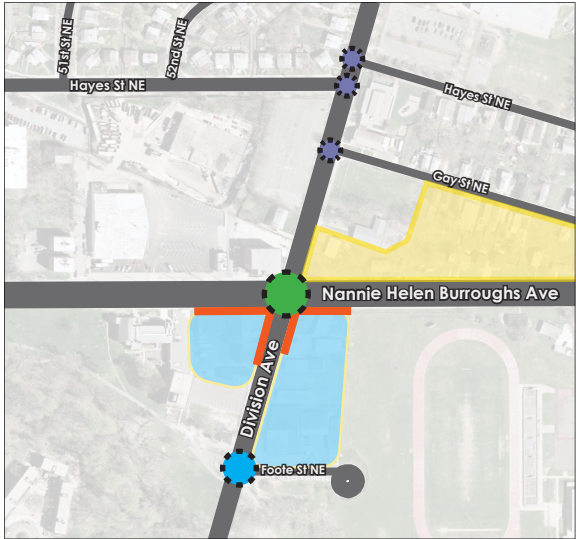 51st St NE
52nd St NE
Hayes St NE
Hayes St NE
Gay St NE
Nannie Helen Burroughs Ave
Division Ave
Foote St NE